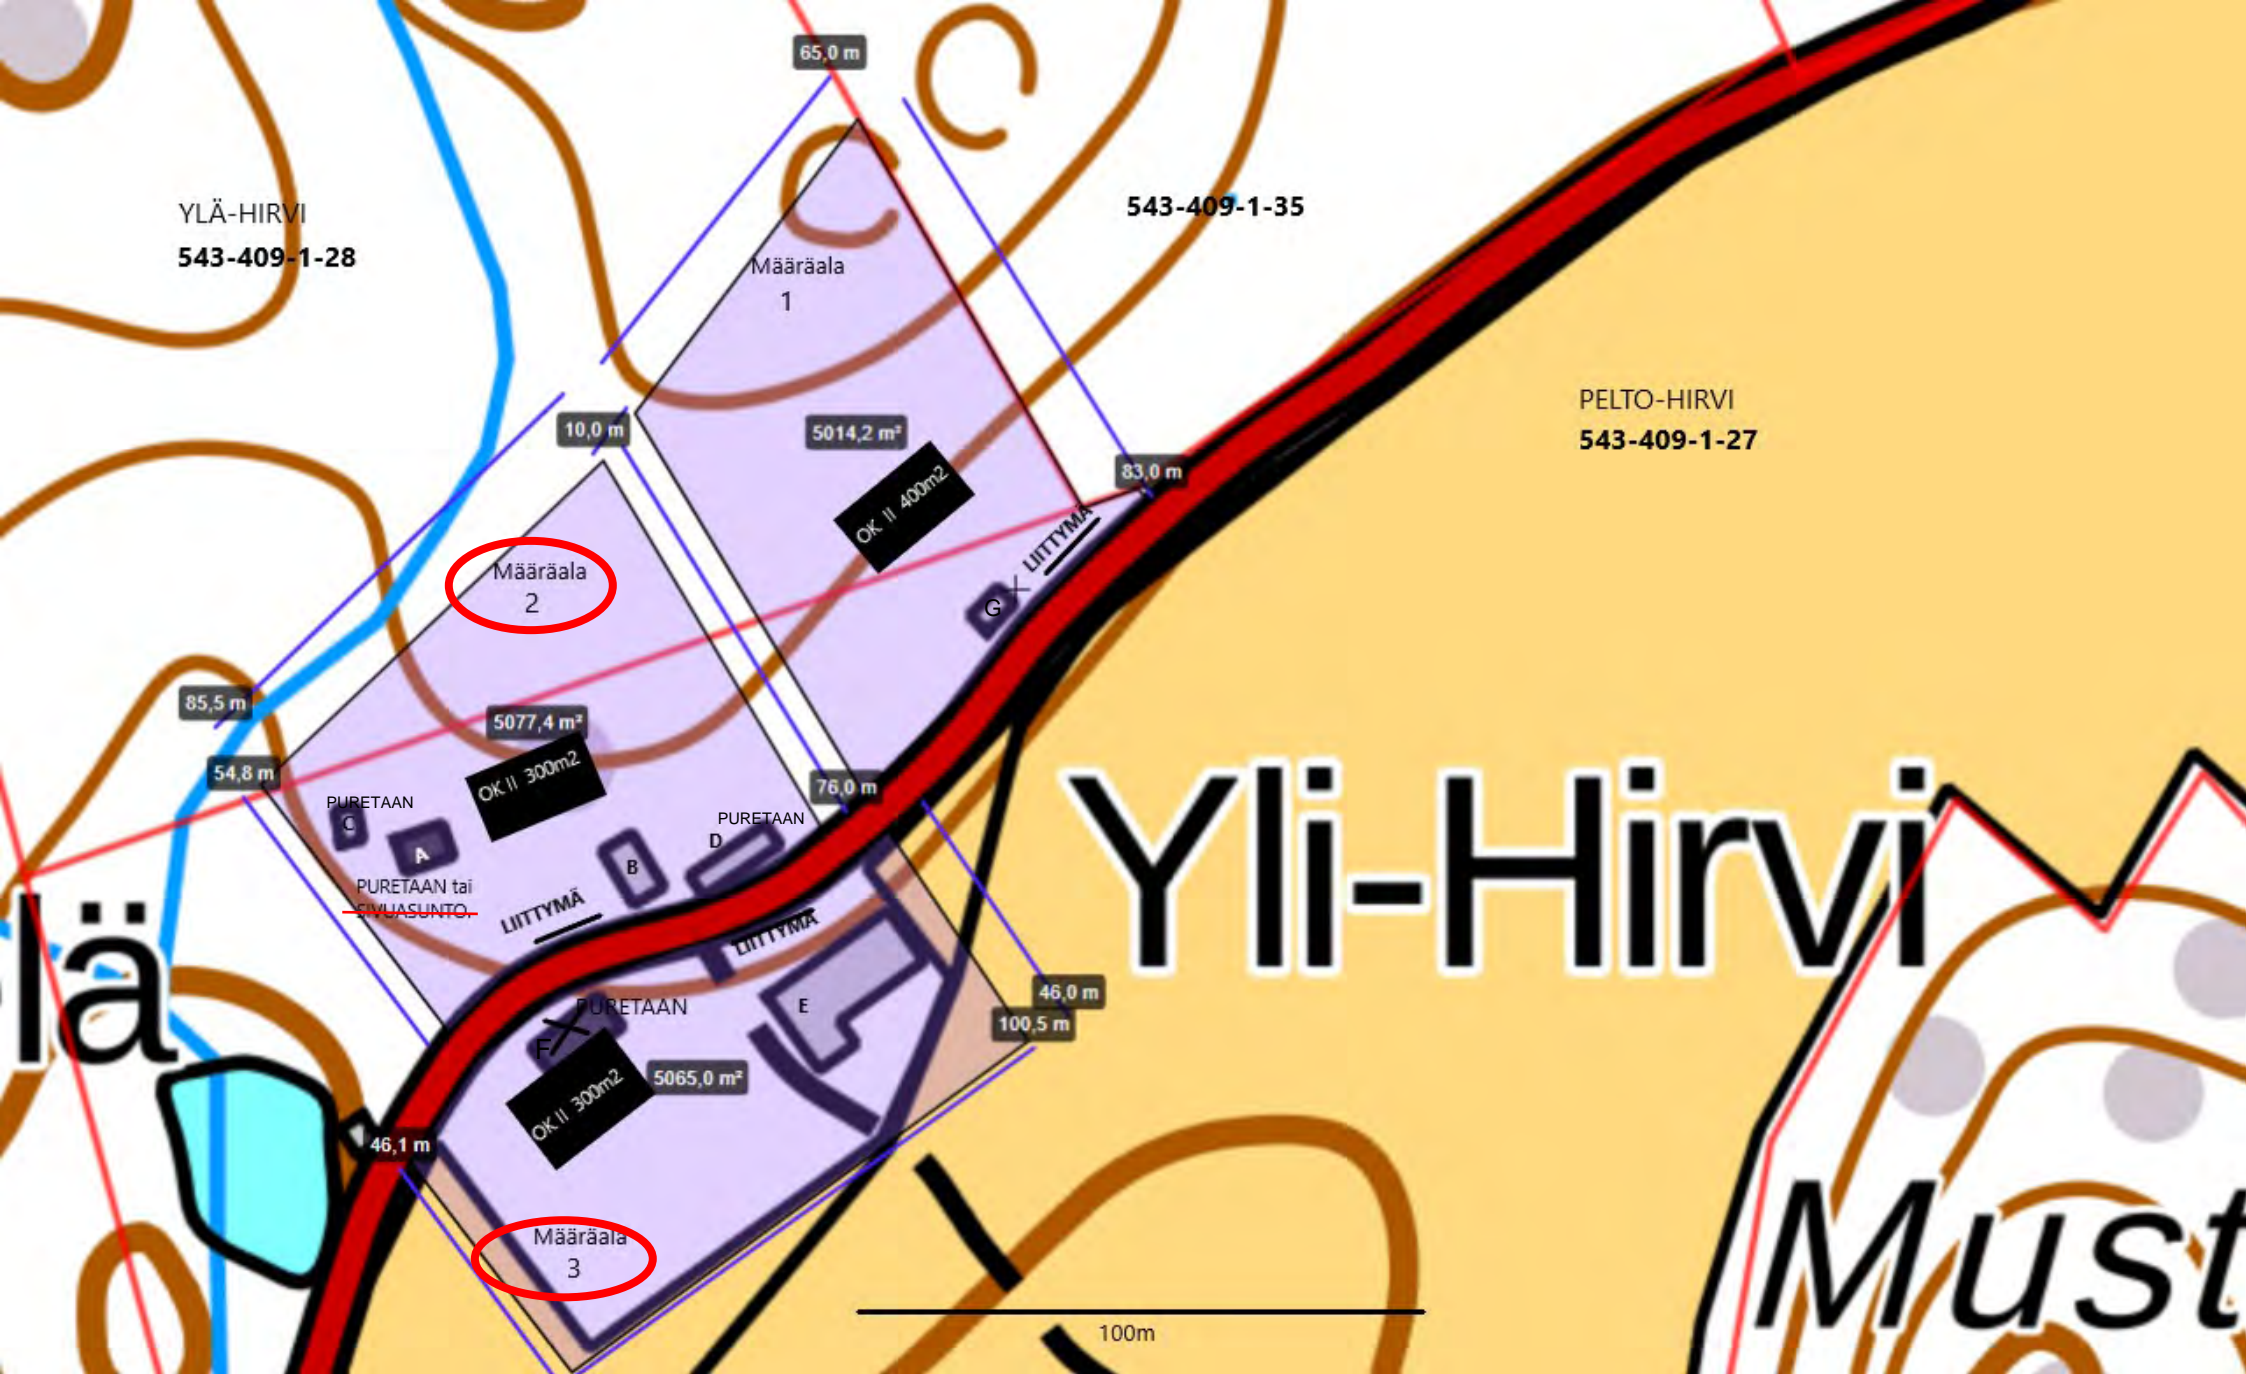 65,0 m
YLÄ-HIRVI
543-409-1-28
543-409-1-35
Määräala
1
PELTO-HIRVI
543-409-1-27
10,0 m
5014,2 m²
OK II 400m2
83,0 m
LIITTYMÄ
G
Määräala
2
85,5 m
5077,4 m²
54,8 m
OK II 300m2
76,0 m
PURETAAN
C
A
PURETAAN tai
SIVUASUNTO.
B
D
PURETAAN
LIITTYMÄ
LIITTYMÄ
Yli-Hirvi
lä
46,0 m
100,5 m
PURETAAN
E
F
5065,0 m²
OK II 300m2
46,1 m
Määräala
3
100m
Must